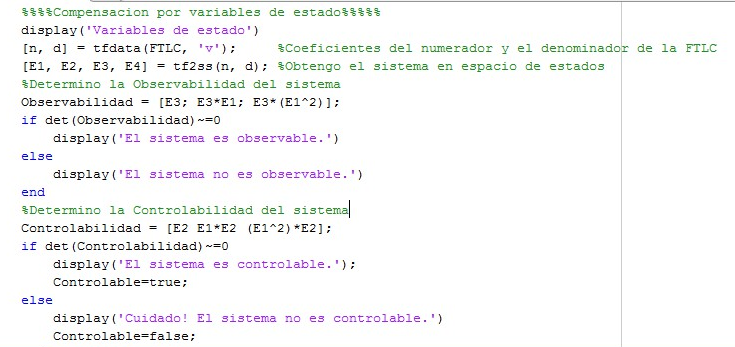 %%%%Compensacion por variables de estado%%%%%
display('Variables de estado')
[n, d] = tfdata(FTLC, 'v');     %Coeficientes del numerador y el denominador de la FTLC
[E1, E2, E3, E4] = tf2ss(n, d); %Obtengo el sistema en espacio de estados
%Determino la Observabilidad del sistema
Observabilidad = [E3; E3*E1; E3*(E1^2)];
if det(Observabilidad)~=0
    display('El sistema es observable.')
else
    display('El sistema no es observable.')
end
%Determino la Controlabilidad del sistema
Controlabilidad = [E2 E1*E2 (E1^2)*E2];
if det(Controlabilidad)~=0
    display('El sistema es controlable.');
    Controlable=true;
else
    display('Cuidado! El sistema no es controlable.')
    Controlable=false;